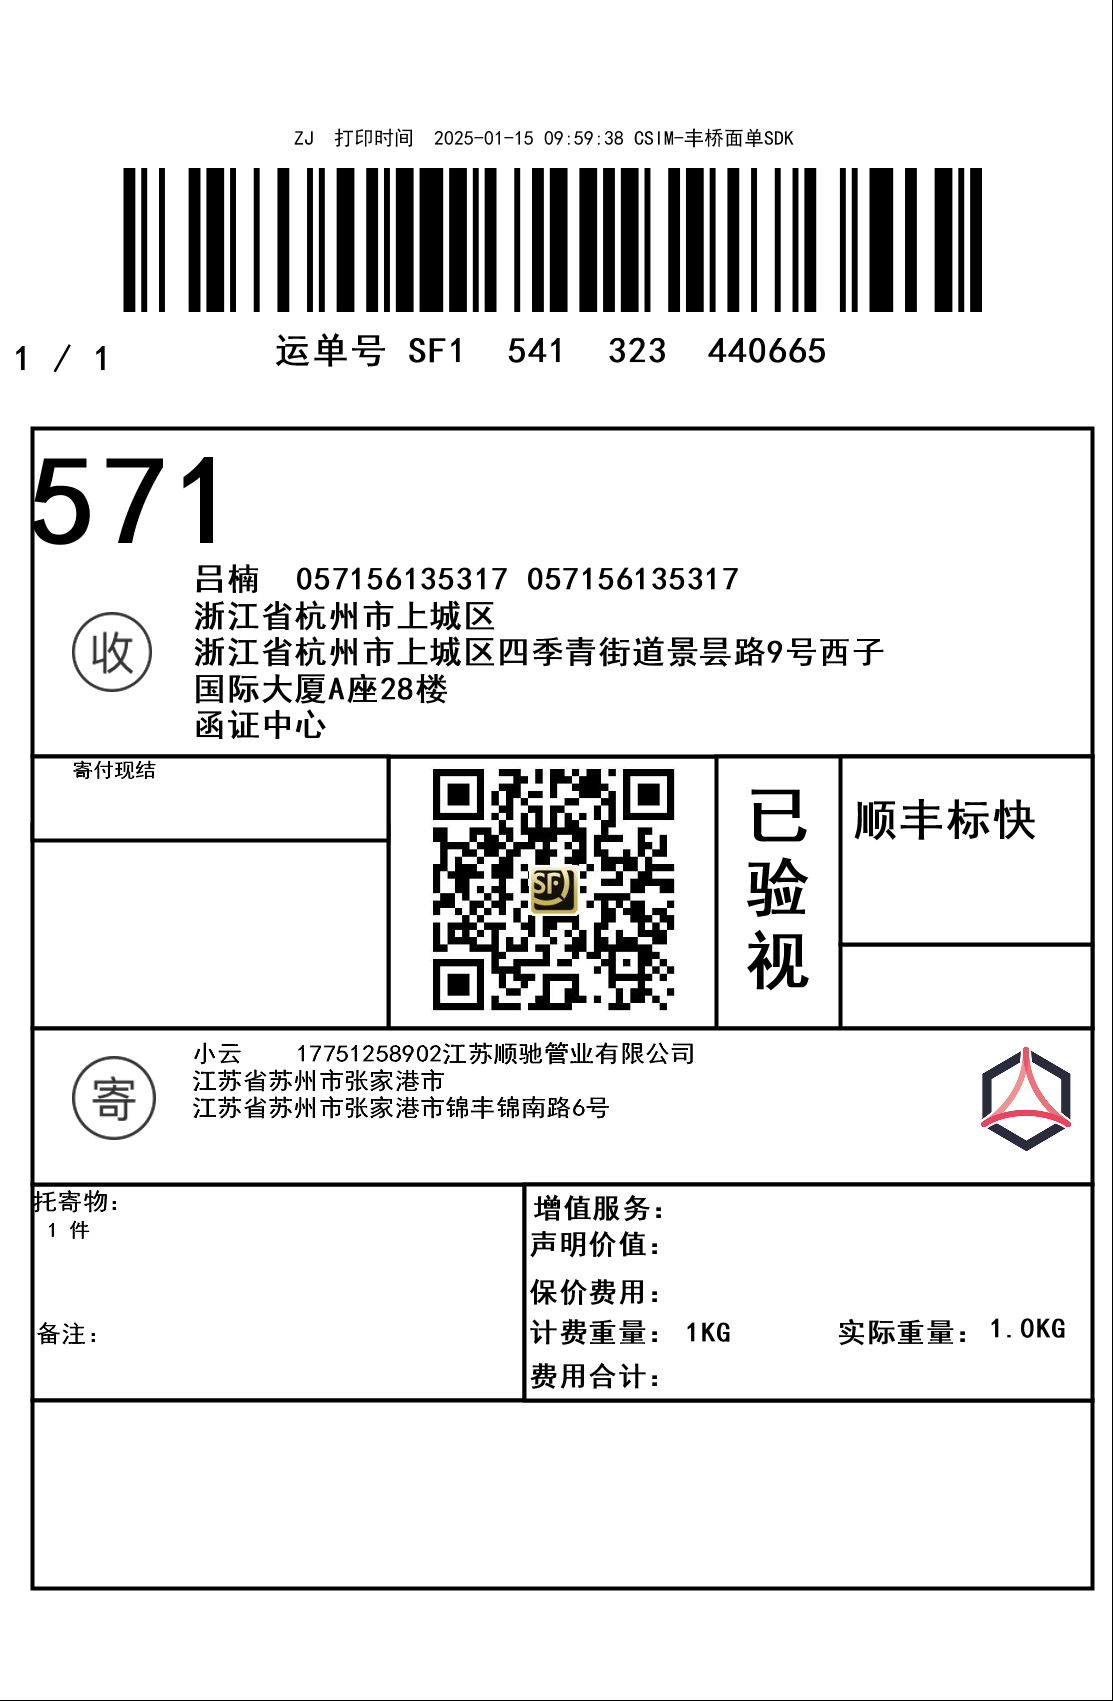 ZJ 打印时间 2025-01-15 09:59:38 CSIM-丰桥面单SDK
1 / 1
运单号 SF1 541 323 440665
571
吕楠 057156135317 057156135317
收
浙江省杭州市上城区
浙江省杭州市上城区四季青街道景昙路9号西子
国际大厦A座28楼
函证中心
寄付现结
SF
已验视
顺丰标快
寄
小云 17751258902江苏顺驰管业有限公司
江苏省苏州市张家港市
江苏省苏州市张家港市锦丰锦南路6号
托寄物：
1 件
备注：
增值服务：
声明价值：
保价费用：
计费重量： 1KG 实际重量： 1.0KG
费用合计：